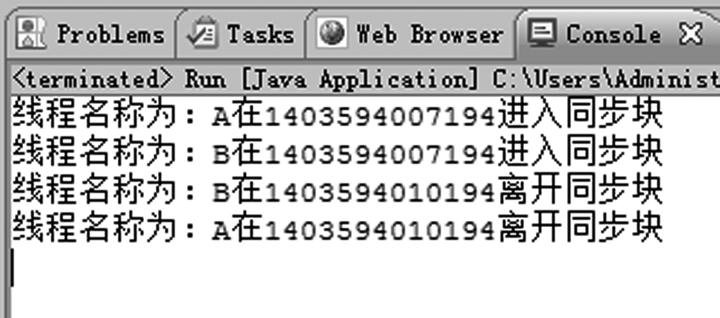 Problems Tasks Web Browser Console
<terminated> Run [Java Application] C:\Users\Administ
线程名称为：A在1403594007194进入同步块
线程名称为：B在1403594007194进入同步块
线程名称为：B在1403594010194离开同步块
线程名称为：A在1403594010194离开同步块